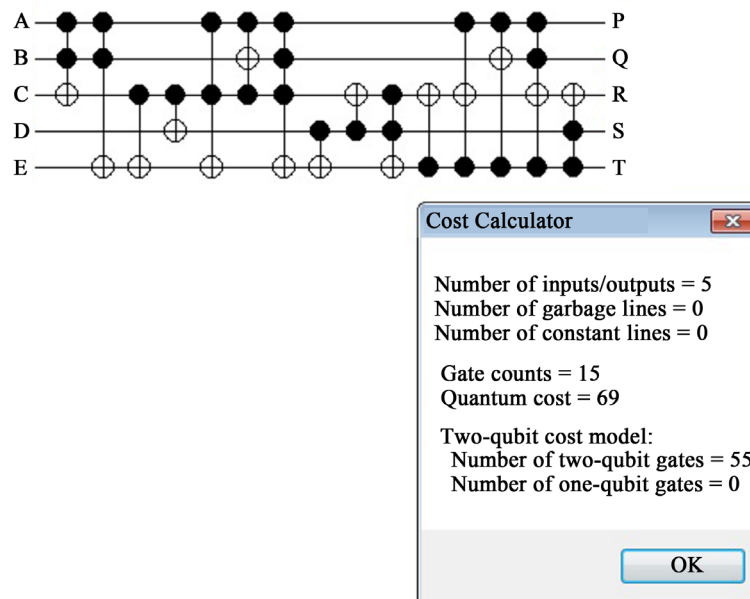 A P
B Q
C R
D S
E T
Cost Calculator
Number of inputs/outputs = 5
Number of garbage lines = 0
Number of constant lines = 0
Gate counts = 15
Quantum cost = 69
Two-qubit cost model:
Number of two-qubit gates = 55
Number of one-qubit gates = 0
OK